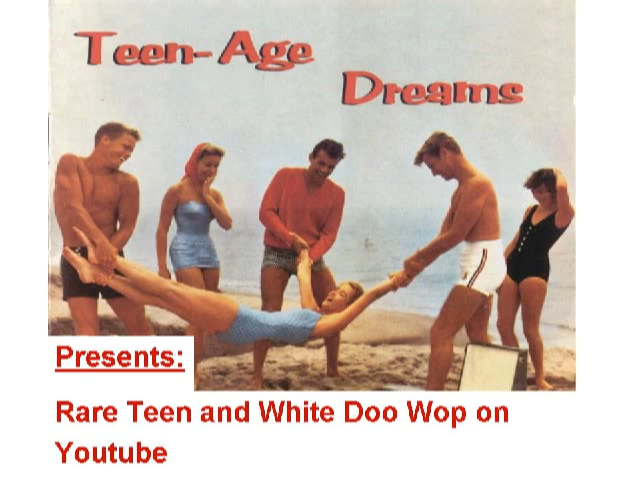 Teen-Age
Dreams
Presents:
Rare Teen and White Doo Wop on
Youtube